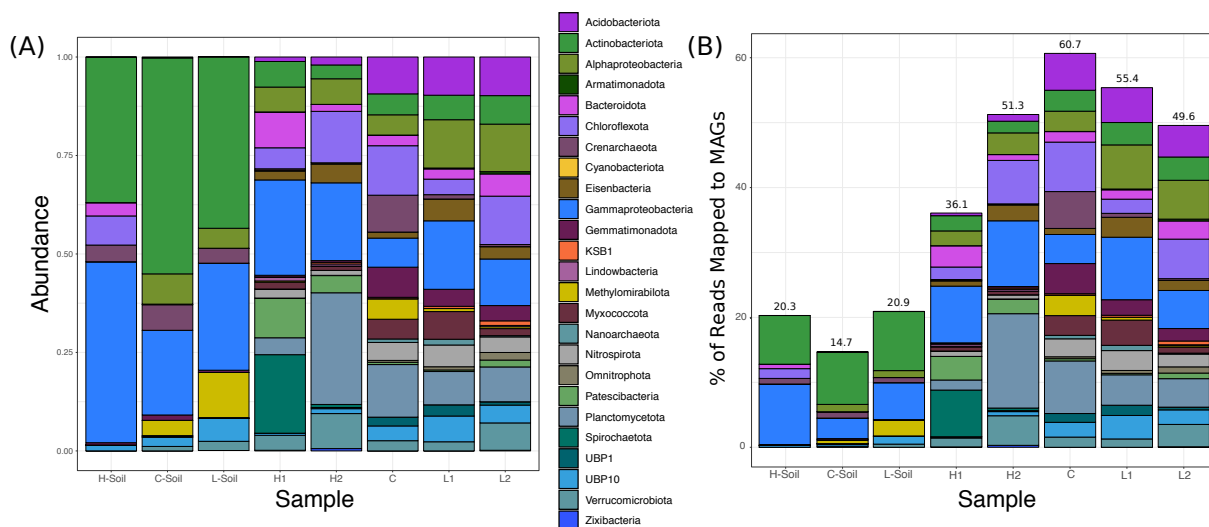 (A)
Abundance
1.00
0.75
0.50
0.25
0.00
H-Soil C-Soil L-Soil H1 H2 C L1 L2
Sample
Acidobacteriota
Actinobacteriota
Alphaproteobacteria
Armatimonadota
Bacteroidota
Chloroflexota
Crenarchaeota
Cyanobacteriota
Eisenbacteria
Gammaproteobacteria
Gemmatimonadota
KSB1
Lindowbacteria
Methylomirabilota
Myxococcota
Nanoarchaeota
Nitrospirota
Omnitrophota
Patescibacteria
Planctomycetota
Spirochaetota
UBP1
UBP10
Verrucomicrobiota
Zixibacteria
(B)
% of Reads Mapped to MAGs
60
40
20
0
20.3
14.7
20.9
36.1
51.3
60.7
55.4
49.6
H-Soil C-Soil L-Soil H1 H2 C L1 L2
Sample